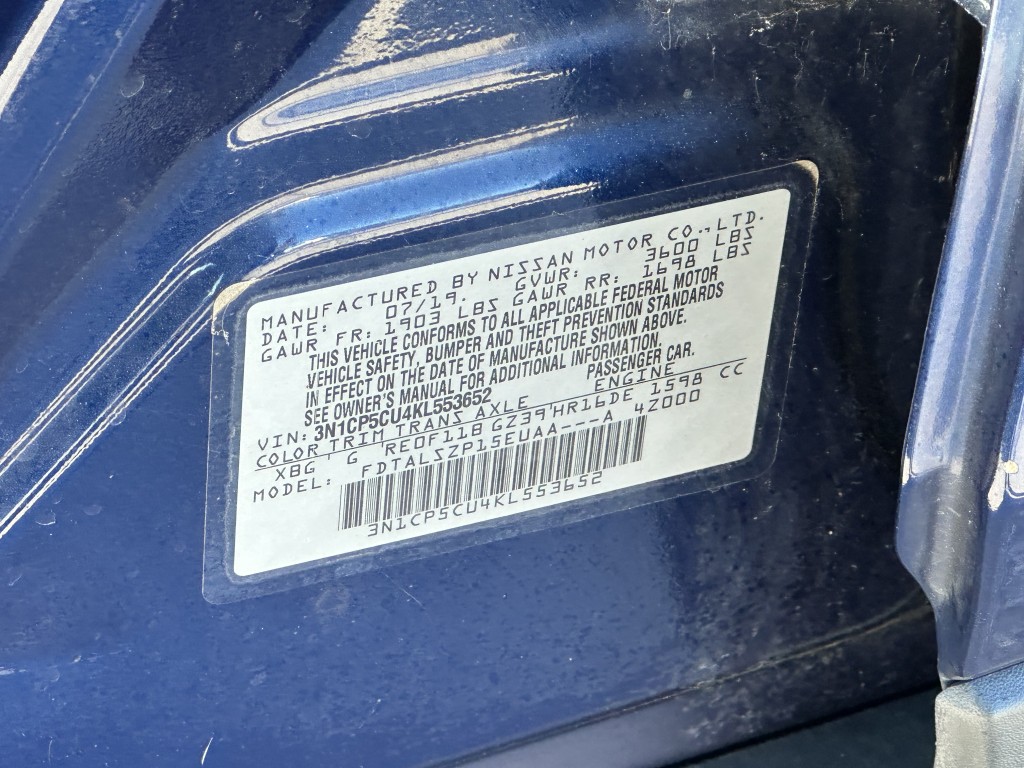 MANUFACTURED BY NISSAN MOTOR CO., LTD.
DATE: 07/19. GVWR: 3600 LBS
GAWR FR: 1903 LBS GAWR RR: 1698 LBS
THIS VEHICLE CONFORMS TO ALL APPLICABLE FEDERAL MOTOR
VEHICLE SAFETY, BUMPER AND THEFT PREVENTION STANDARDS
IN EFFECT ON THE DATE OF MANUFACTURE SHOWN ABOVE.
SEE OWNER'S MANUAL FOR ADDITIONAL INFORMATION.
VIN: 3N1CP5CU4KL553652 PASSENGER CAR.
COLOR TRIM TRANS AXLE ENGINE
XBG G RE0F11B GZ39 HR16DE 1598 CC
MODEL: FDTALSZP15EUAA---A 4Z000
3N1CP5CU4KL553652